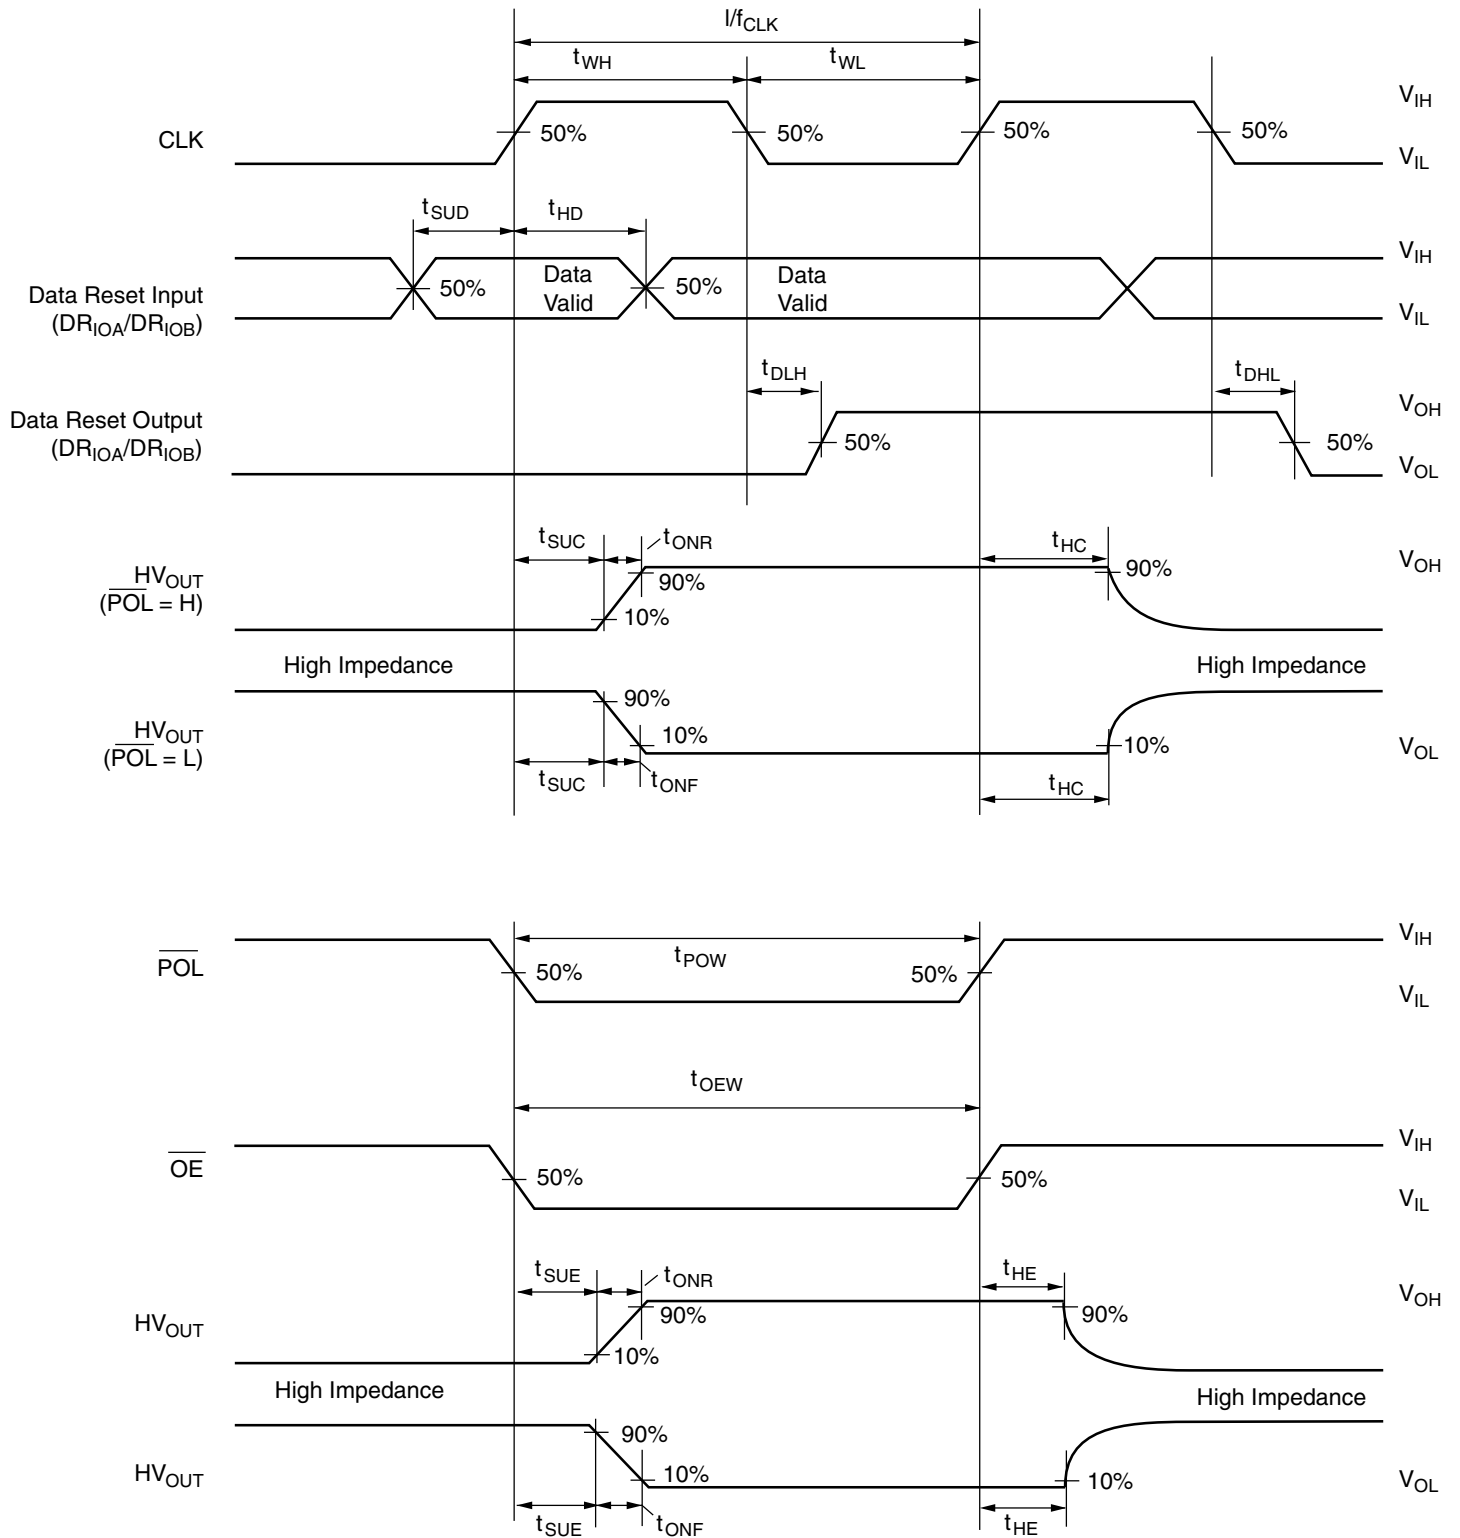 l/fCLK
tWH
tWL
CLK
50%
50%
50%
50%
VIH
VIL
tSUD
tHD
Data Reset Input
(DRIOA/DRIOB)
50%
Data
Valid
50%
Data
Valid
VIH
VIL
tDLH
tDHL
Data Reset Output
(DRIOA/DRIOB)
50%
50%
VOH
VOL
tSUC
tONR
tHC
HVOUT
(POL = H)
90%
10%
90%
VOH
High Impedance
High Impedance
HVOUT
(POL = L)
90%
10%
10%
VOL
tSUC
tONF
tHC
POL
tPOW
50%
50%
VIH
VIL
tOEW
OE
50%
50%
VIH
VIL
tSUE
tONR
tHE
HVOUT
90%
10%
90%
VOH
High Impedance
High Impedance
HVOUT
90%
10%
10%
VOL
tSUE
tONF
tHE